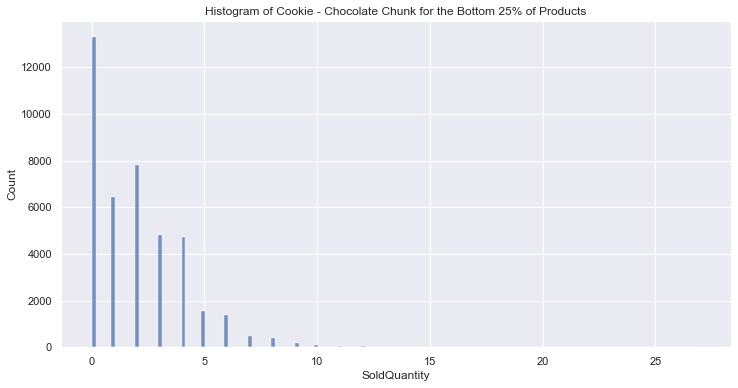 Histogram of Cookie - Chocolate Chunk for the Bottom 25% of Products
12000
10000
8000
6000
4000
2000
0
Count
0 5 10 15 20 25
SoldQuantity